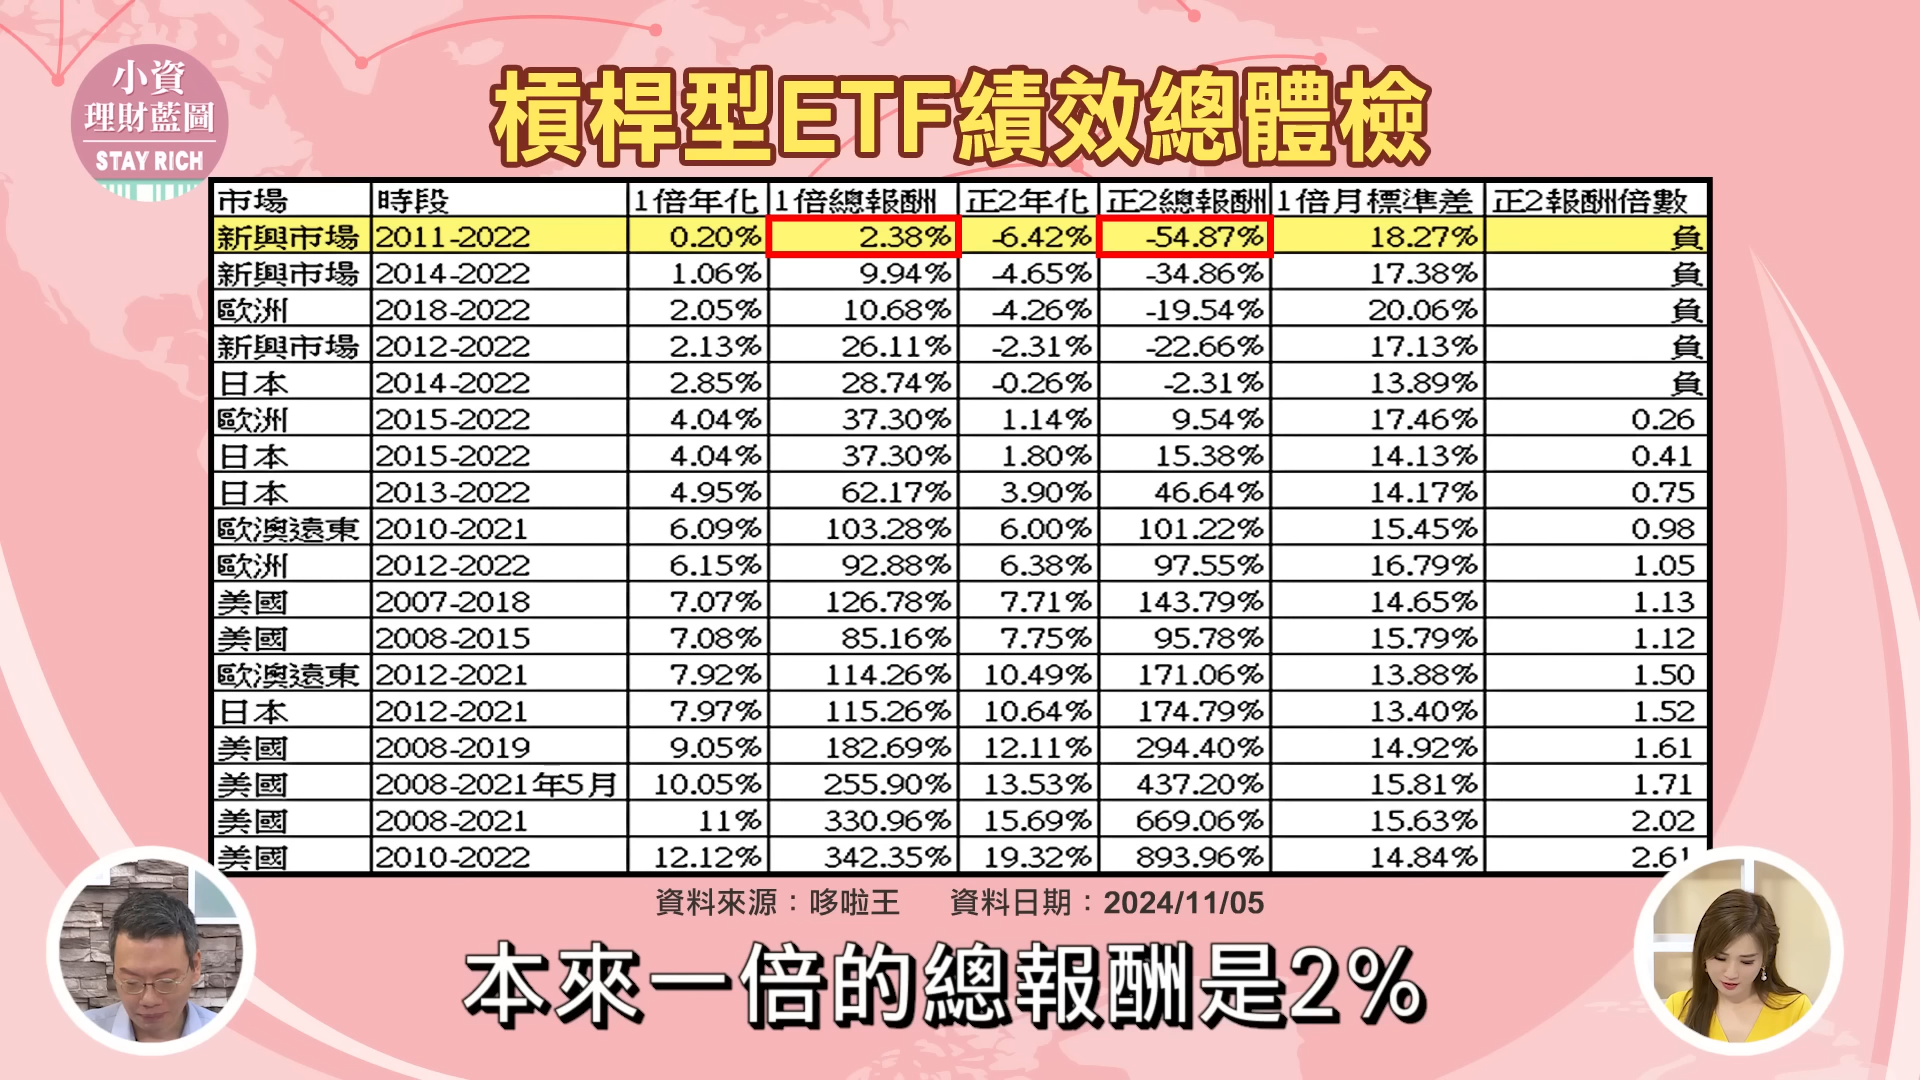 小資
理財藍圖
STAY RICH
槓桿型ETF績效總體檢
市場 時段 1倍年化 1倍總報酬 正2年化 正2總報酬 1倍月標準差 正2報酬倍數
新興市場 2011-2022 0.20% 2.38% -6.42% -54.87% 18.27% 負
新興市場 2014-2022 1.06% 9.94% -4.65% -34.86% 17.38% 負
歐洲 2018-2022 2.05% 10.68% -4.26% -19.54% 20.06% 負
新興市場 2012-2022 2.13% 26.11% -2.31% -22.66% 17.13% 負
日本 2014-2022 2.85% 28.74% -0.26% -2.31% 13.89% 負
歐洲 2015-2022 4.04% 37.30% 1.14% 9.54% 17.46% 0.26
日本 2015-2022 4.04% 37.30% 1.80% 15.38% 14.13% 0.41
日本 2013-2022 4.95% 62.17% 3.90% 46.64% 14.17% 0.75
歐澳遠東 2010-2021 6.09% 103.28% 6.00% 101.22% 15.45% 0.98
歐洲 2012-2022 6.15% 92.88% 6.38% 97.55% 16.79% 1.05
美國 2007-2018 7.07% 126.78% 7.71% 143.79% 14.65% 1.13
美國 2008-2015 7.08% 85.16% 7.75% 95.78% 15.79% 1.12
歐澳遠東 2012-2021 7.92% 114.26% 10.49% 171.06% 13.88% 1.50
日本 2012-2021 7.97% 115.26% 10.64% 174.79% 13.40% 1.52
美國 2008-2019 9.05% 182.69% 12.11% 294.40% 14.92% 1.61
美國 2008-2021年5月 10.05% 255.90% 13.53% 437.20% 15.81% 1.71
美國 2008-2021 11% 330.96% 15.69% 669.06% 15.63% 2.02
美國 2010-2022 12.12% 342.35% 19.32% 893.96% 14.84% 2.61
資料來源：哆啦王 資料日期：2024/11/05
本來一倍的總報酬是2%